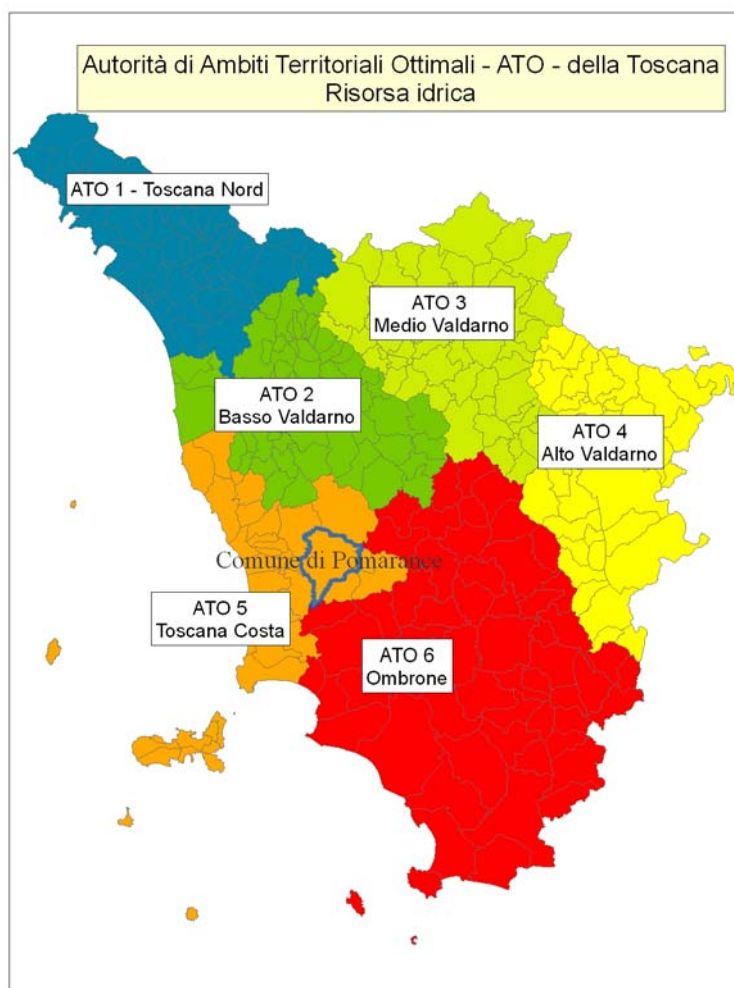 Autorità di Ambiti Territoriali Ottimali - ATO - della Toscana
Risorsa idrica
ATO 1 - Toscana Nord
ATO 3
Medio Valdarno
ATO 2
Basso Valdarno
ATO 4
Alto Valdarno
Comune di Pomarance
ATO 5
Toscana Costa
ATO 6
Ombrone